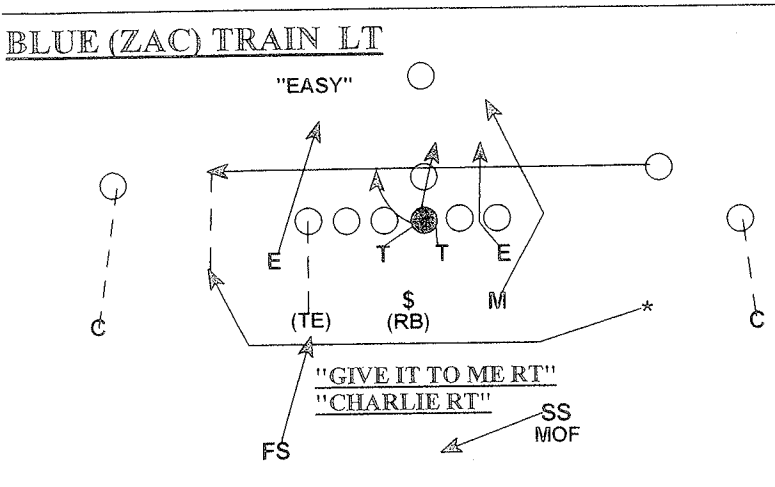 BLUE (ZAC) TRAIN LT
"EASY"
E T T E
$ M *
(TE) (RB)
C C
"GIVE IT TO ME RT"
"CHARLIE RT"
SS
FS MOF